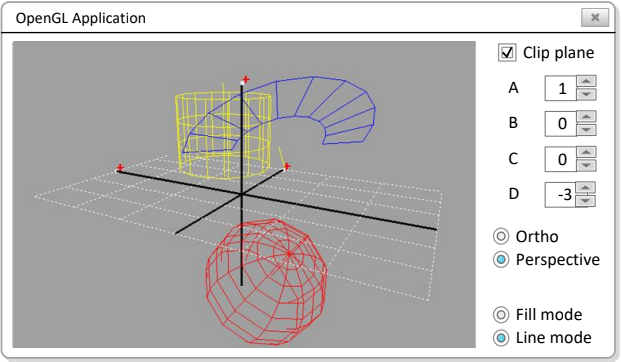 OpenGL Application
Clip plane
A 1
B 0
C 0
D -3
Ortho
Perspective
Fill mode
Line mode